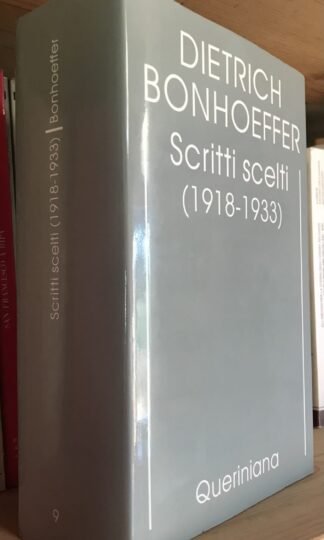 DIETRICH
BONHOEFFER
Scritti scelti
(1918-1933)
Queriniana
Scritti scelti (1918-1933) | Bonhoeffer
9